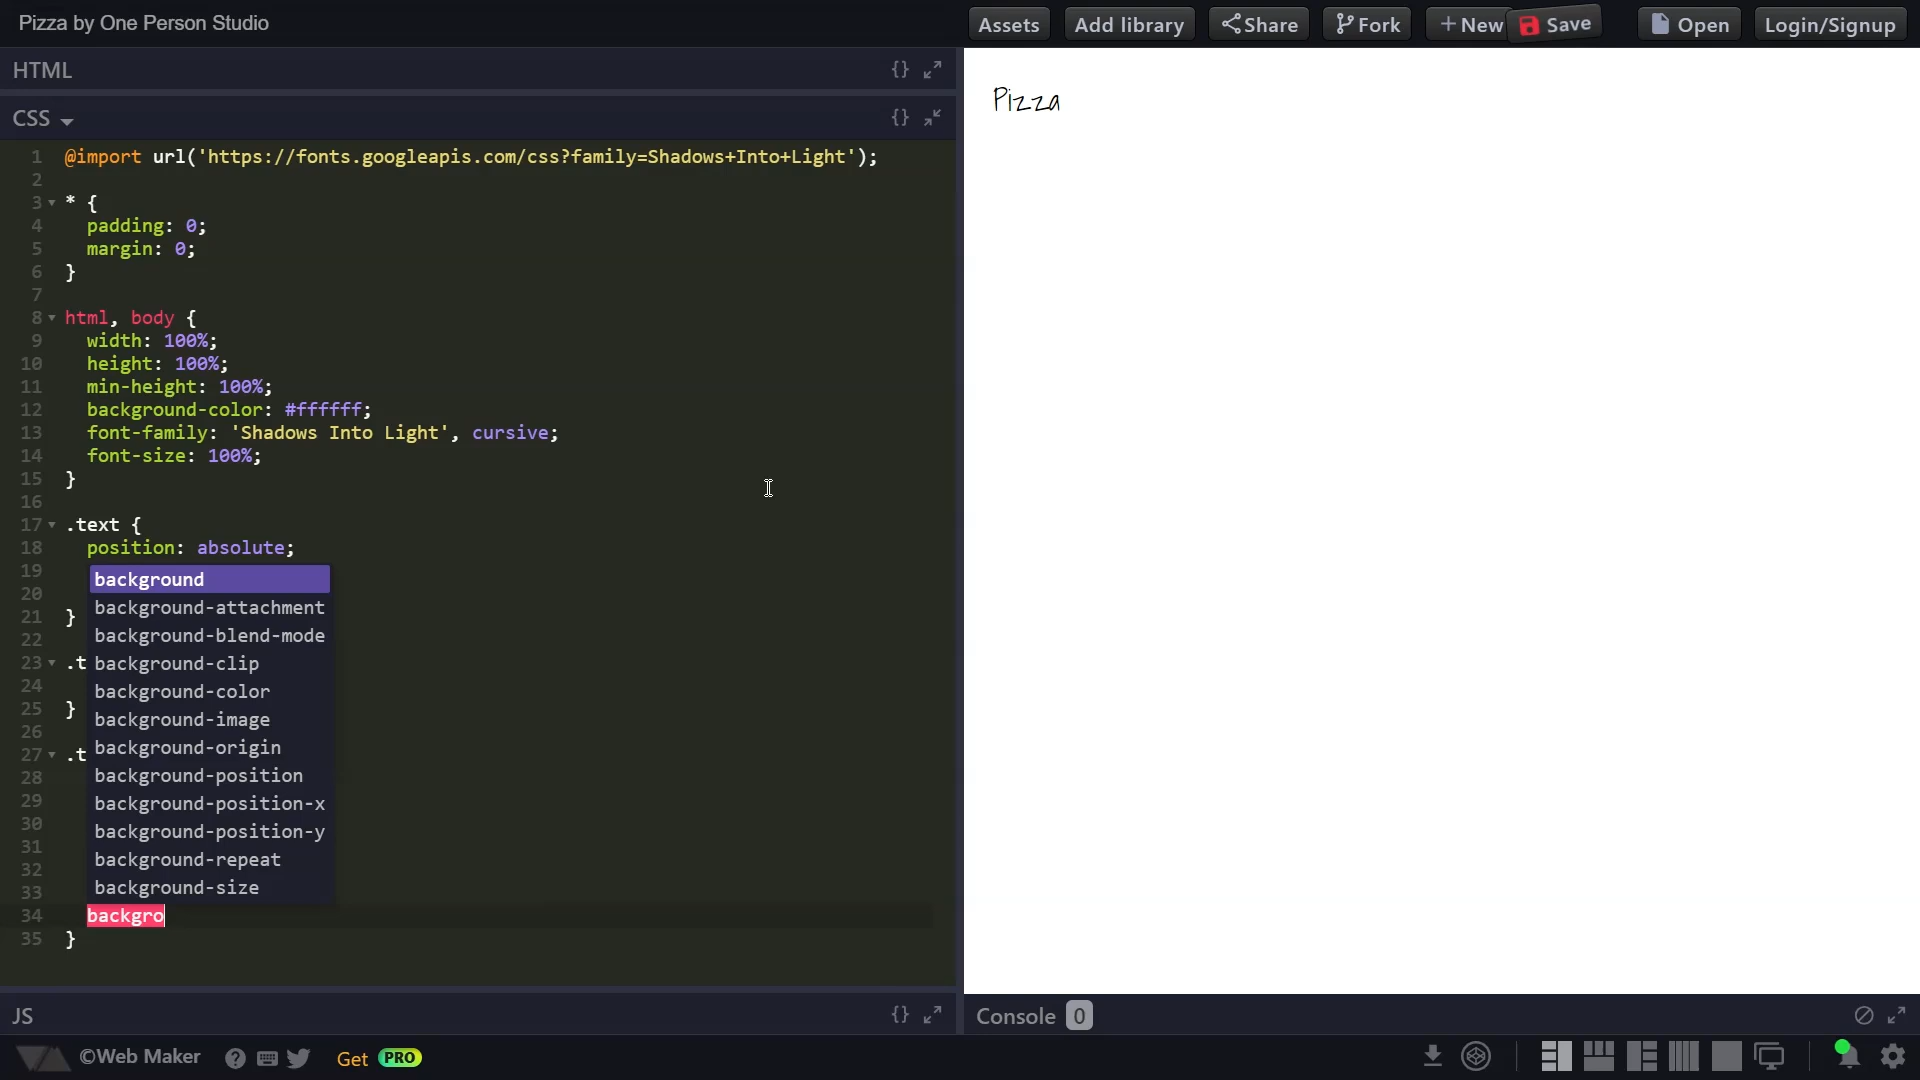 Pizza by One Person Studio
Assets
Add library
Share
Fork
+ New
Save
Open
Login/Signup
HTML
{}
CSS
{}
1 @import url('https://fonts.googleapis.com/css?family=Shadows+Into+Light');
2
3 * {
4 padding: 0;
5 margin: 0;
6 }
7
8 html, body {
9 width: 100%;
10 height: 100%;
11 min-height: 100%;
12 background-color: #ffffff;
13 font-family: 'Shadows Into Light', cursive;
14 font-size: 100%;
15 }
16
17 .text {
18 position: absolute;
19
20
21 }
22
23 .t
24
25 }
26
27 .t
28
29
30
31
32
33
34 backgro
35 }
background
background-attachment
background-blend-mode
background-clip
background-color
background-image
background-origin
background-position
background-position-x
background-position-y
background-repeat
background-size
Pizza
JS
{}
Console 0
©Web Maker
?
Get PRO